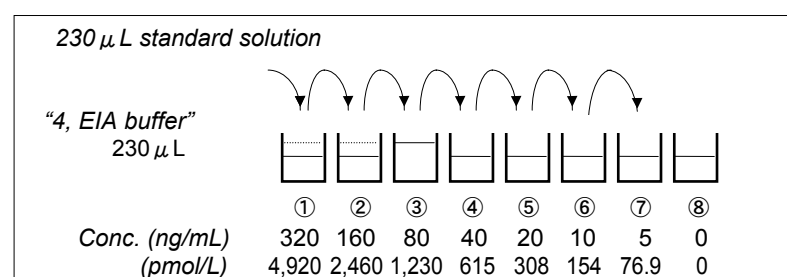 230 μ L standard solution
“4, EIA buffer”
230 μ L
① ② ③ ④ ⑤ ⑥ ⑦ ⑧
Conc. (ng/mL) 320 160 80 40 20 10 5 0
(pmol/L) 4,920 2,460 1,230 615 308 154 76.9 0